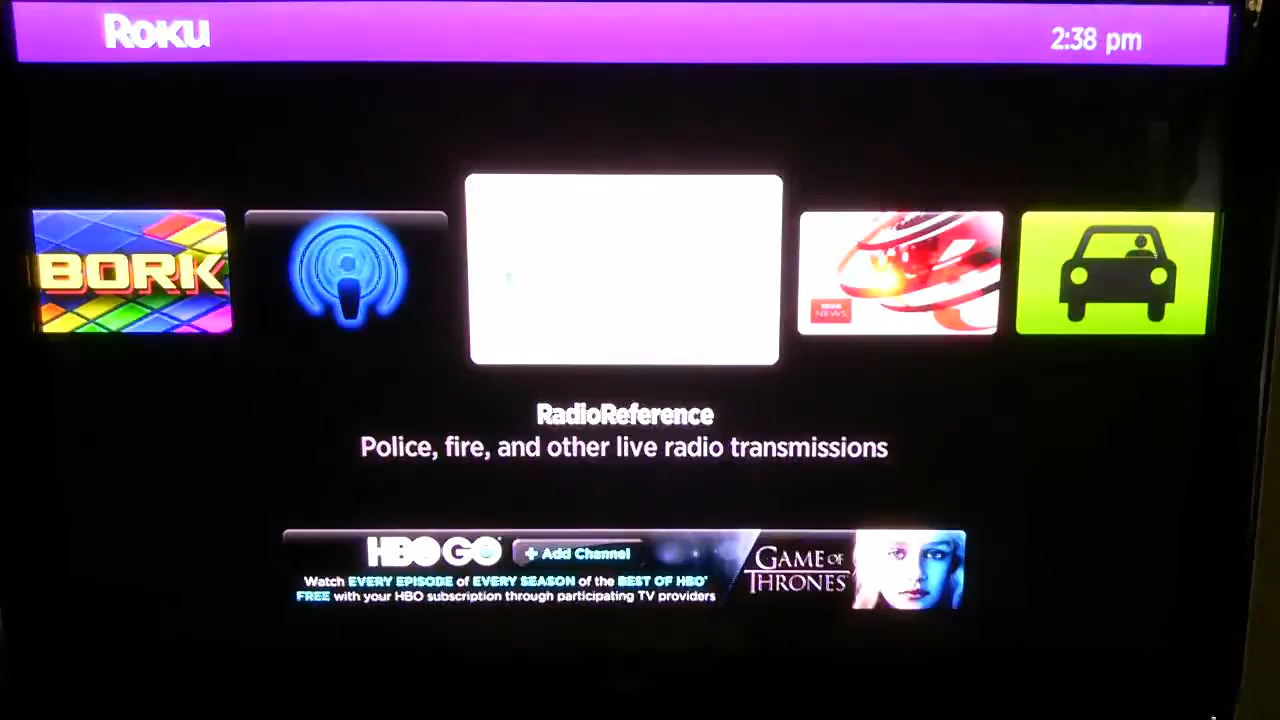 Roku
2:38 pm
BORK
NEWS
RadioReference
Police, fire, and other live radio transmissions
HBO GO
+ Add Channel
Watch EVERY EPISODE of EVERY SEASON of the BEST OF HBO®
FREE with your HBO subscription through participating TV providers
GAME OF
THRONES